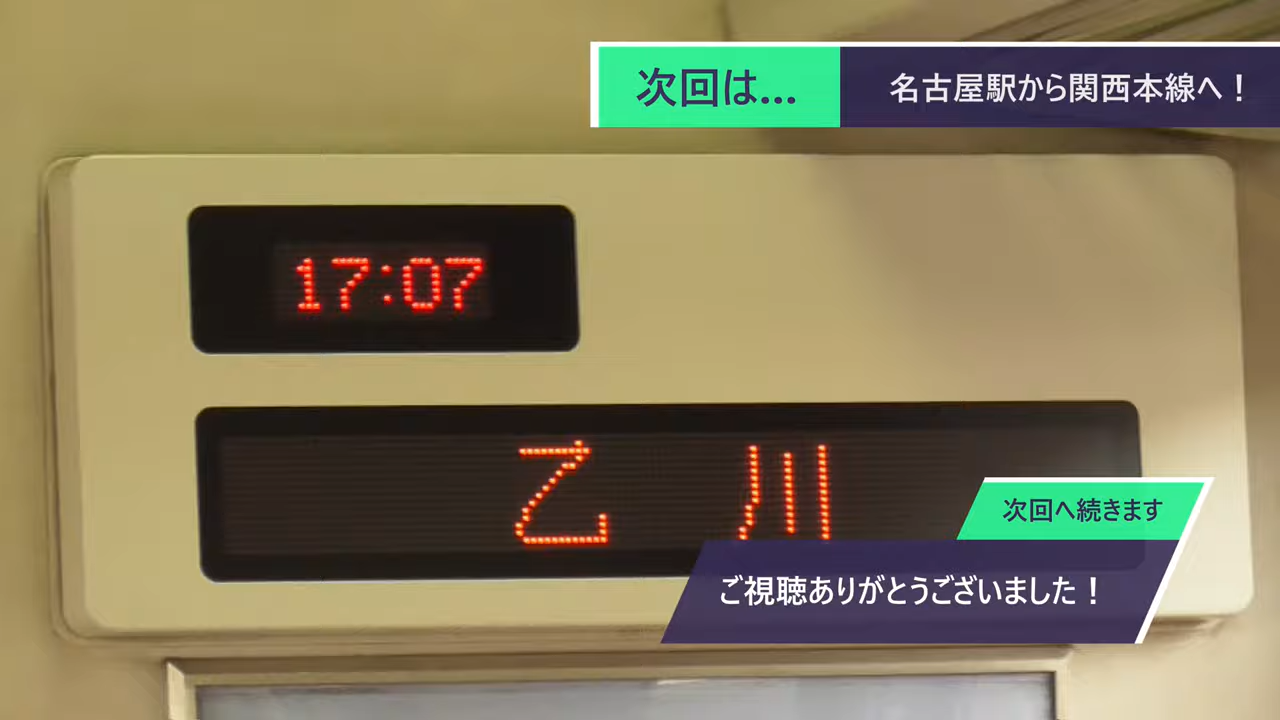 次回は...
名古屋駅から関西本線へ！
17:07
乙川
次回へ続きます
ご視聴ありがとうございました！